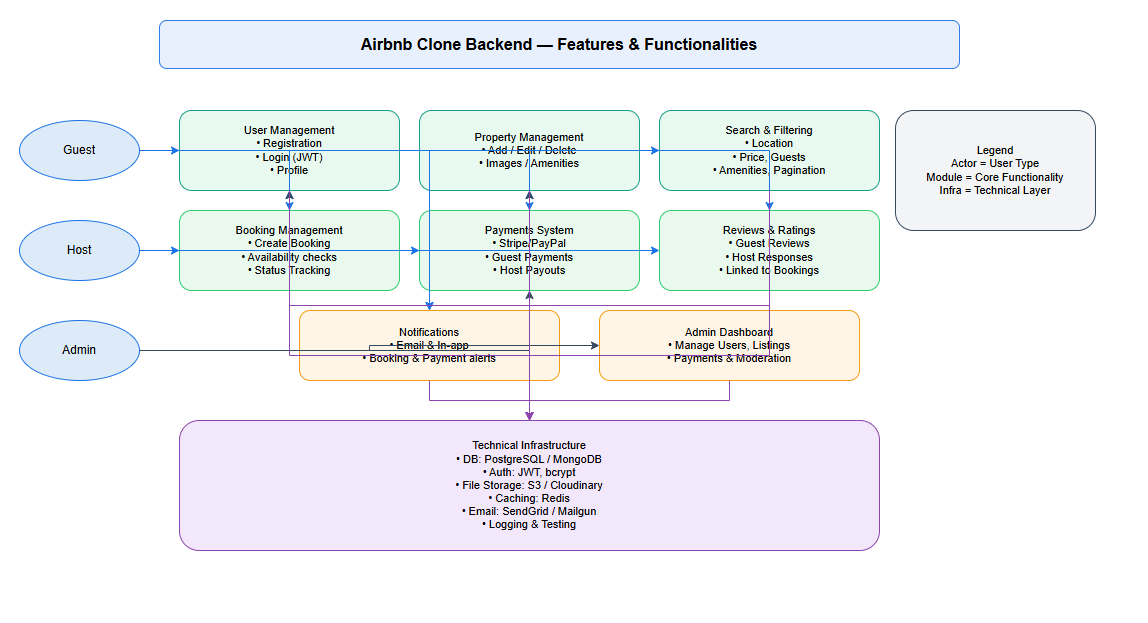 Airbnb Clone Backend — Features & Functionalities
Guest
User Management
• Registration
• Login (JWT)
• Profile
Property Management
• Add / Edit / Delete
• Images / Amenities
Search & Filtering
• Location
• Price, Guests
• Amenities, Pagination
Legend
Actor = User Type
Module = Core Functionality
Infra = Technical Layer
Host
Booking Management
• Create Booking
• Availability checks
• Status Tracking
Payments System
• Stripe/PayPal
• Guest Payments
• Host Payouts
Reviews & Ratings
• Guest Reviews
• Host Responses
• Linked to Bookings
Admin
Notifications
• Email & In-app
• Booking & Payment alerts
Admin Dashboard
• Manage Users, Listings
• Payments & Moderation
Technical Infrastructure
• DB: PostgreSQL / MongoDB
• Auth: JWT, bcrypt
• File Storage: S3 / Cloudinary
• Caching: Redis
• Email: SendGrid / Mailgun
• Logging & Testing